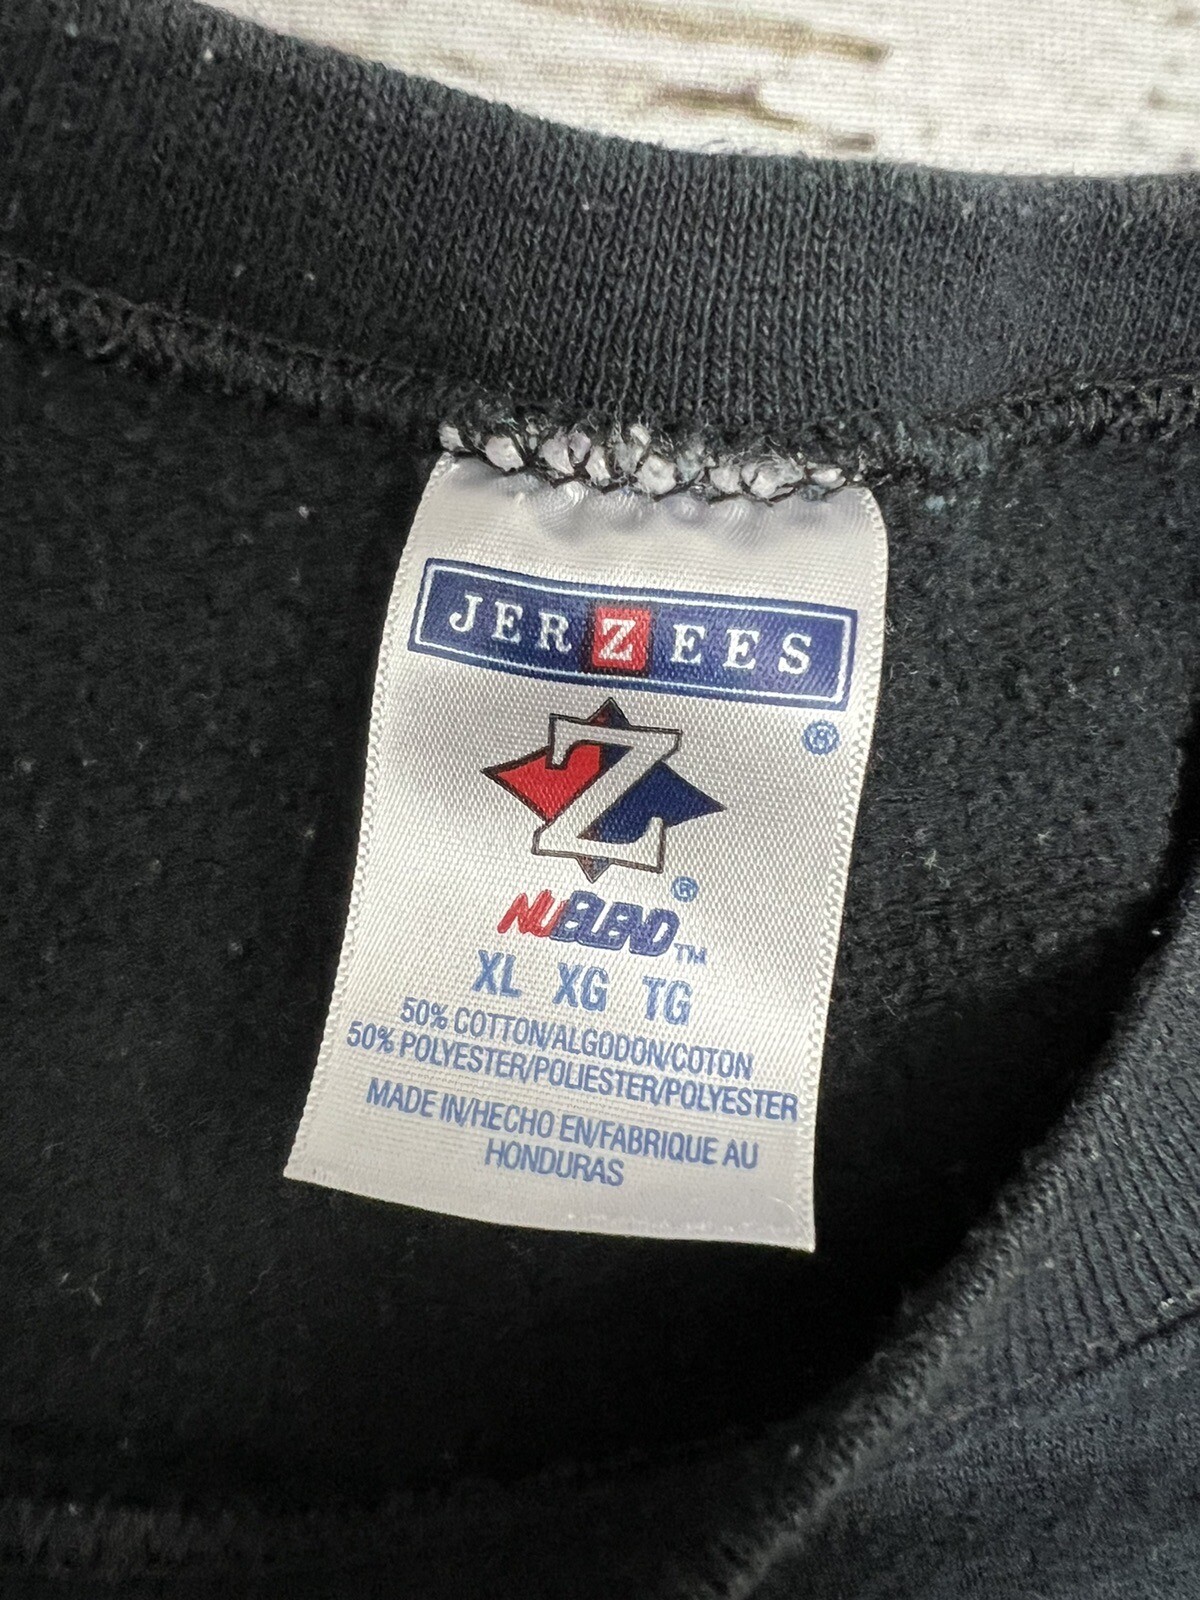 JERZEES
®
Z
®
NUBLEND™
XL XG TG
50% COTTON/ALGODON/COTON
50% POLYESTER/POLIESTER/POLYESTER
MADE IN/HECHO EN/FABRIQUE AU
HONDURAS